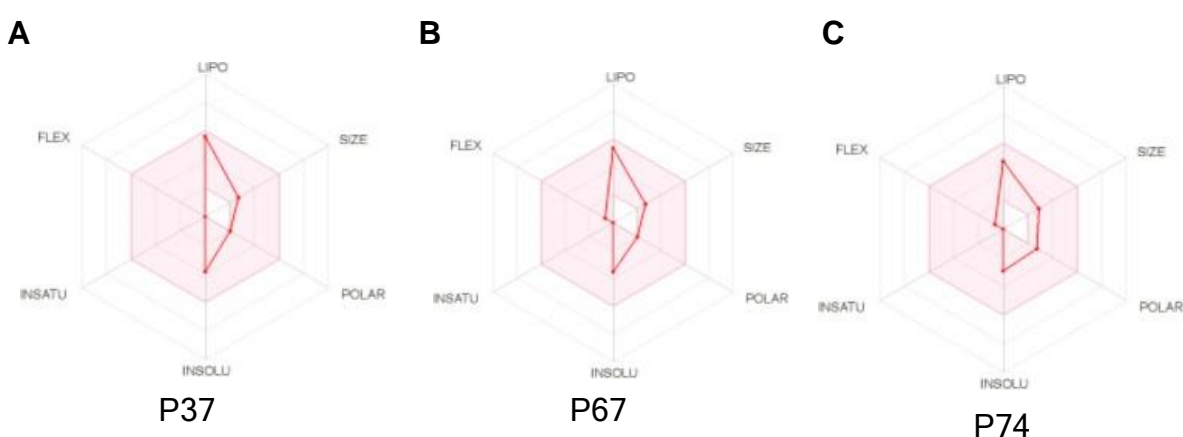 A
LIPO
FLEX
SIZE
INSATU
POLAR
INSOLU
P37
B
LIPO
FLEX
SIZE
INSATU
POLAR
INSOLU
P67
C
LIPO
FLEX
SIZE
INSATU
POLAR
INSOLU
P74